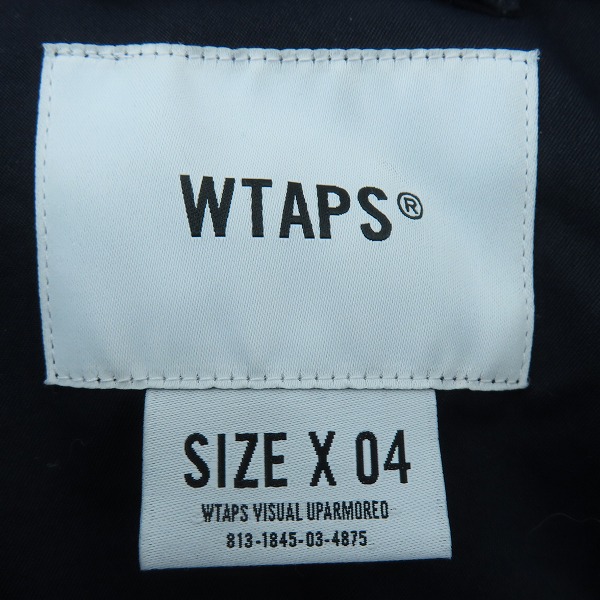 WTAPS®
SIZE X 04
WTAPS VISUAL UPARMORED
813-1845-03-4875